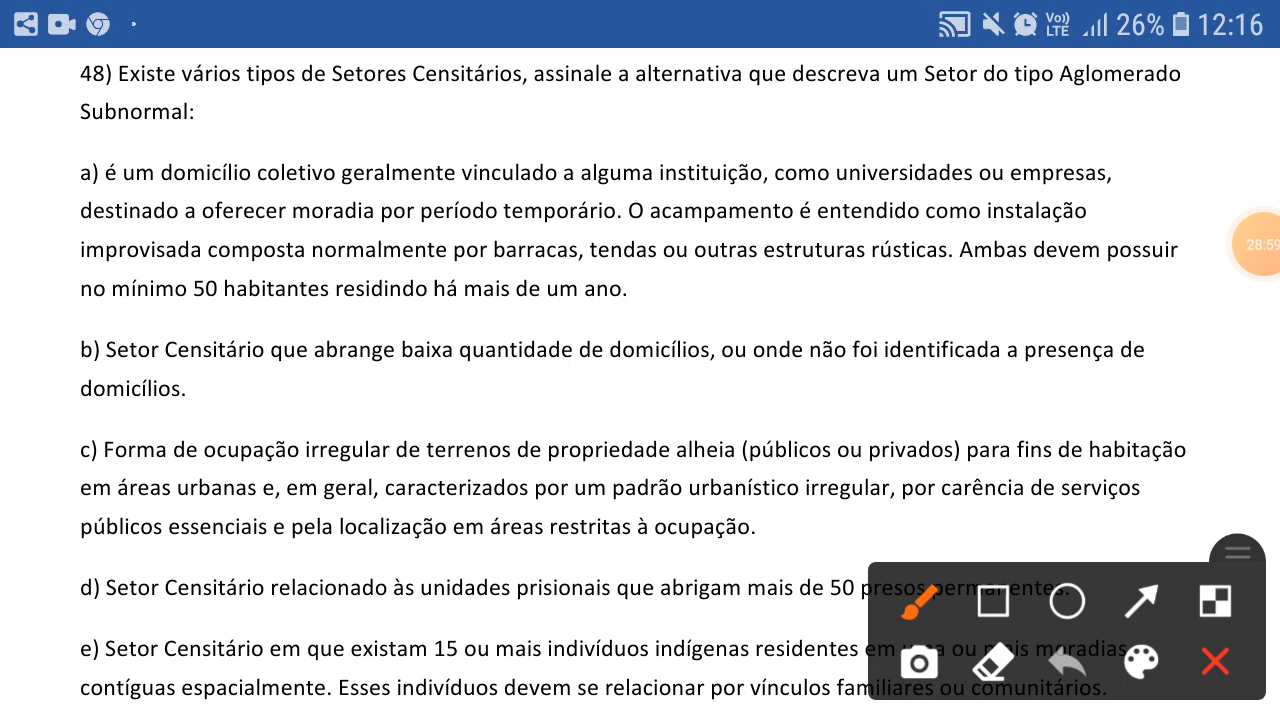 Vo)) LTE 26% 12:16
48) Existe vários tipos de Setores Censitários, assinale a alternativa que descreva um Setor do tipo Aglomerado
Subnormal:
a) é um domicílio coletivo geralmente vinculado a alguma instituição, como universidades ou empresas,
destinado a oferecer moradia por período temporário. O acampamento é entendido como instalação
improvisada composta normalmente por barracas, tendas ou outras estruturas rústicas. Ambas devem possuir
no mínimo 50 habitantes residindo há mais de um ano.
28:59
b) Setor Censitário que abrange baixa quantidade de domicílios, ou onde não foi identificada a presença de
domicílios.
c) Forma de ocupação irregular de terrenos de propriedade alheia (públicos ou privados) para fins de habitação
em áreas urbanas e, em geral, caracterizados por um padrão urbanístico irregular, por carência de serviços
públicos essenciais e pela localização em áreas restritas à ocupação.
d) Setor Censitário relacionado às unidades prisionais que abrigam mais de 50 presos permanentes.
e) Setor Censitário em que existam 15 ou mais indivíduos indígenas residentes em uma ou mais moradias
contíguas espacialmente. Esses indivíduos devem se relacionar por vínculos familiares ou comunitários.